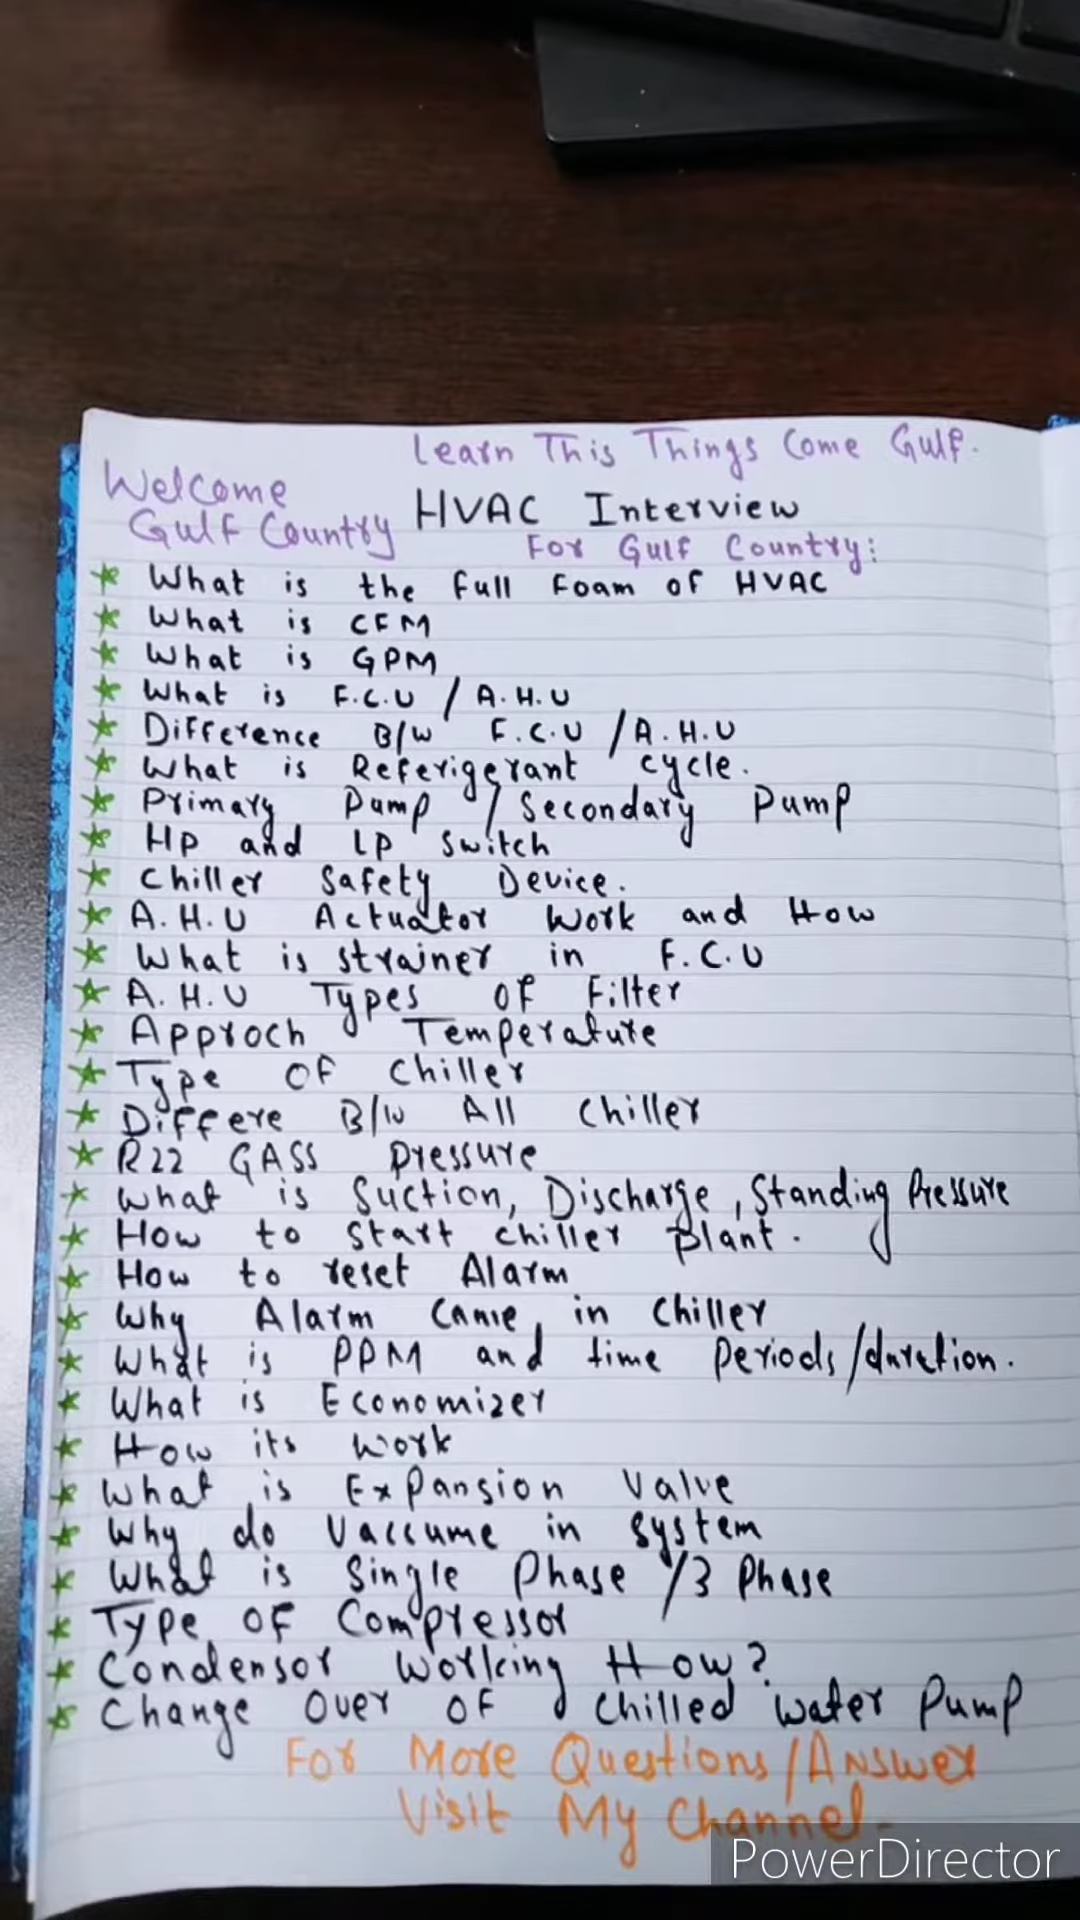 Learn This Things Come Gulf.
Welcome
Gulf Country
HVAC Interview
For Gulf Country:
What is the full Foam of HVAC
What is CFM
What is GPM
What is F.C.U / A.H.U
Difference B/w F.C.U / A.H.U
What is Referigerant cycle.
Primary Pump / Secondary Pump
HP and LP Switch
Chiller Safety Device.
A.H.U Actuator Work and How
What is strainer in F.C.U
A.H.U Types of Filter
Approch Temperature
Type of Chiller
Differe B/w All Chiller
R22 GASS Pressure
What is Suction, Discharge, Standing Pressure
How to start chiller plant.
How to reset Alarm
Why Alarm Came in Chiller
What is PPM and time Periods/duretion.
What is Economizer
How its Work
What is Expansion Valve
Why do Vaccume in system
What is Single Phase / 3 Phase
Type of Compressor
Condensor Working How?
Change Over of Chilled Water Pump
For More Questions/Answer
Visit My Channel.
PowerDirector